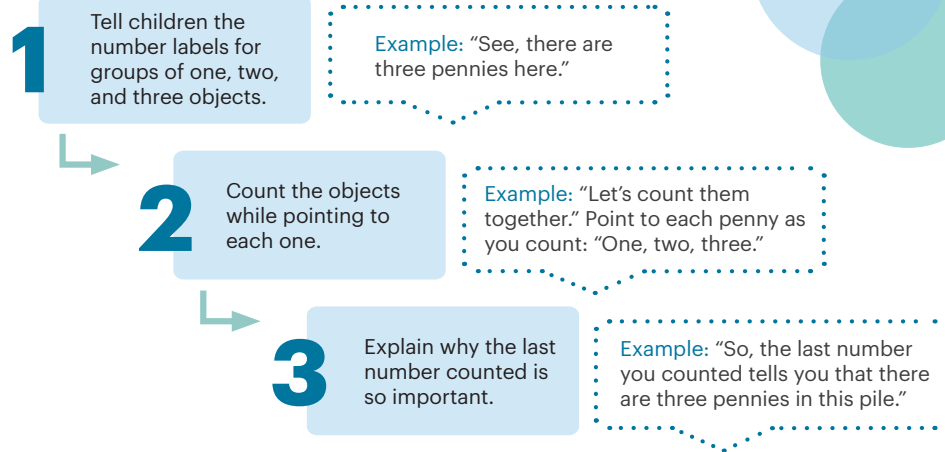 1
Tell children the
number labels for
groups of one, two,
and three objects.
Example: “See, there are
three pennies here.”
2
Count the objects
while pointing to
each one.
Example: “Let’s count them
together.” Point to each penny as
you count: “One, two, three.”
3
Explain why the last
number counted is
so important.
Example: “So, the last number
you counted tells you that there
are three pennies in this pile.”